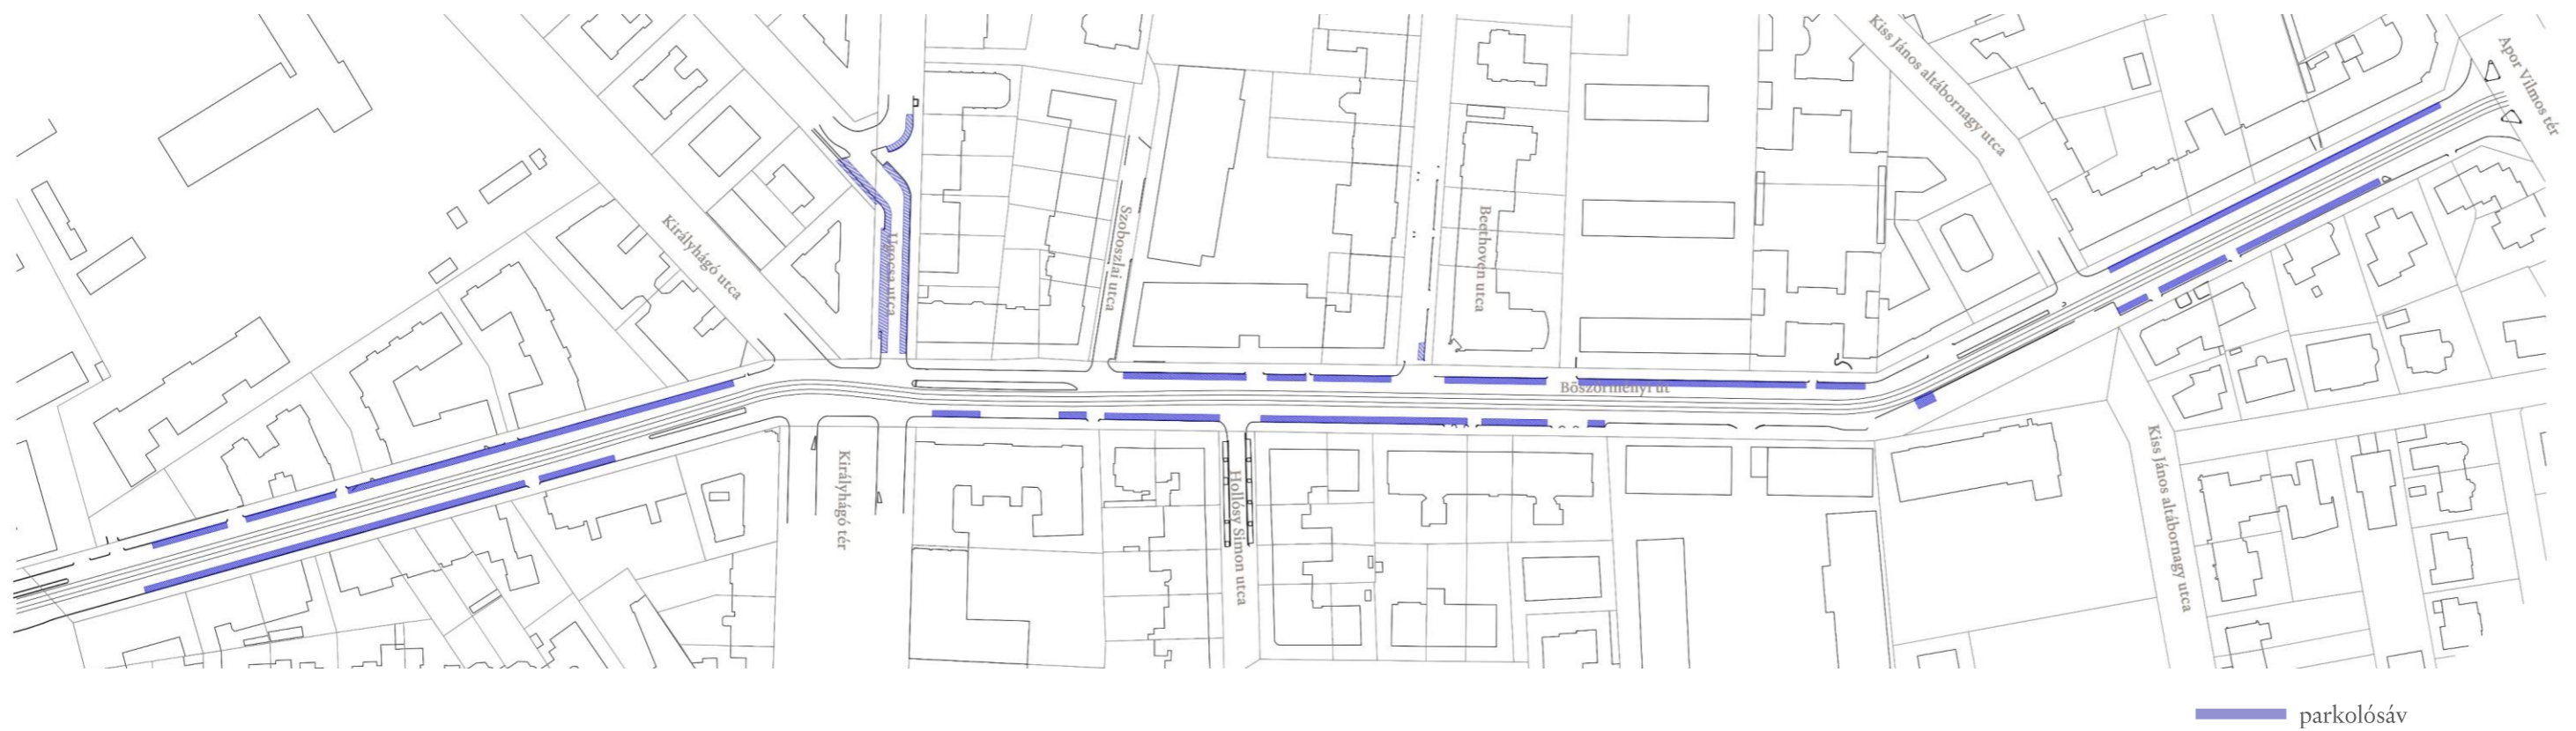 Kiss János altábornagy utca
Apor Vilmos tér
Királyhágó utca
Ugocsa utca
Szoboszlai utca
Beethoven utca
Böszörményi út
Királyhágó tér
Hollósy Simon utca
Kiss János altábornagy utca
parkolósáv